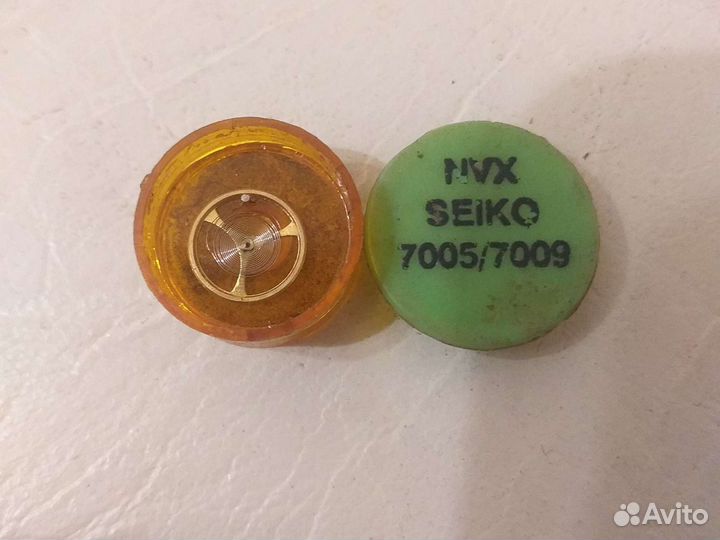 NVX
SEIKO
7005/7009
Avito